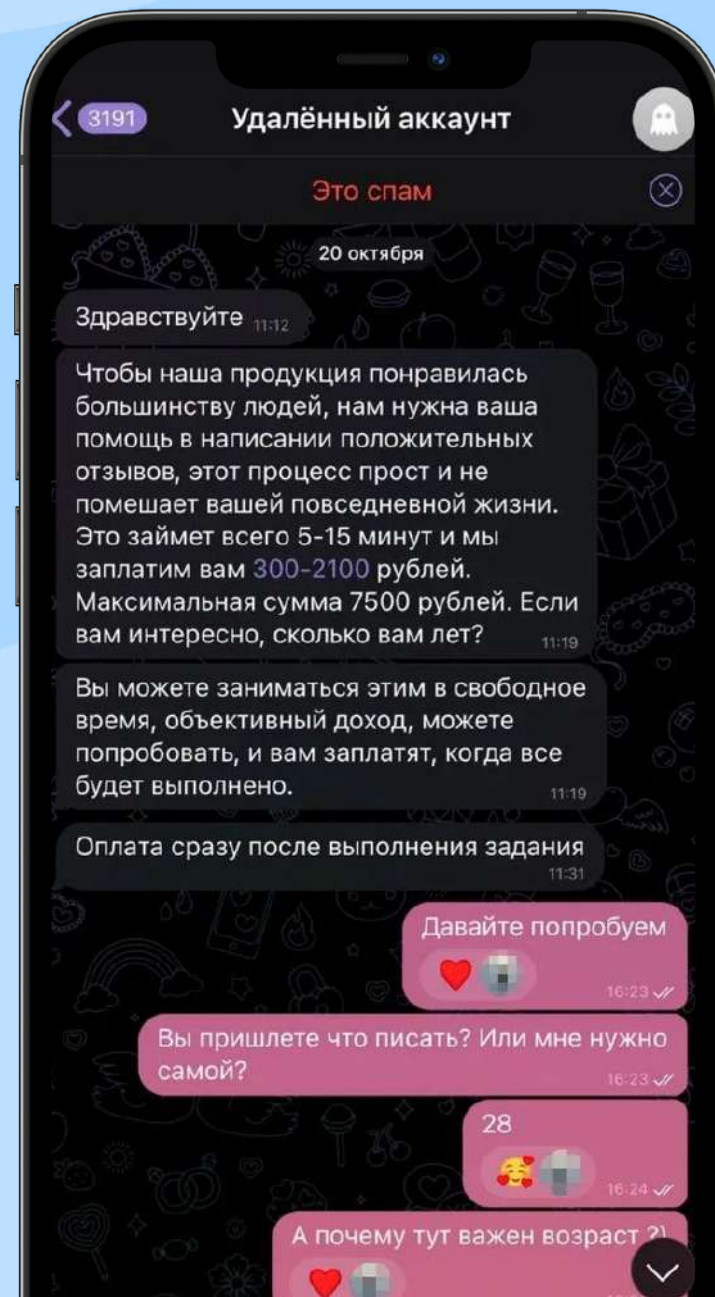 3191
Удалённый аккаунт
Это спам
20 октября
Здравствуйте 11:12
Чтобы наша продукция понравилась
большинству людей, нам нужна ваша
помощь в написании положительных
отзывов, этот процесс прост и не
помешает вашей повседневной жизни.
Это займет всего 5-15 минут и мы
заплатим вам 300-2100 рублей.
Максимальная сумма 7500 рублей. Если
вам интересно, сколько вам лет? 11:19
Вы можете заниматься этим в свободное
время, объективный доход, можете
попробовать, и вам заплатят, когда все
будет выполнено. 11:19
Оплата сразу после выполнения задания
11:31
Давайте попробуем
16:23
Вы пришлете что писать? Или мне нужно
самой? 16:23
28
16:24
А почему тут важен возраст ?)